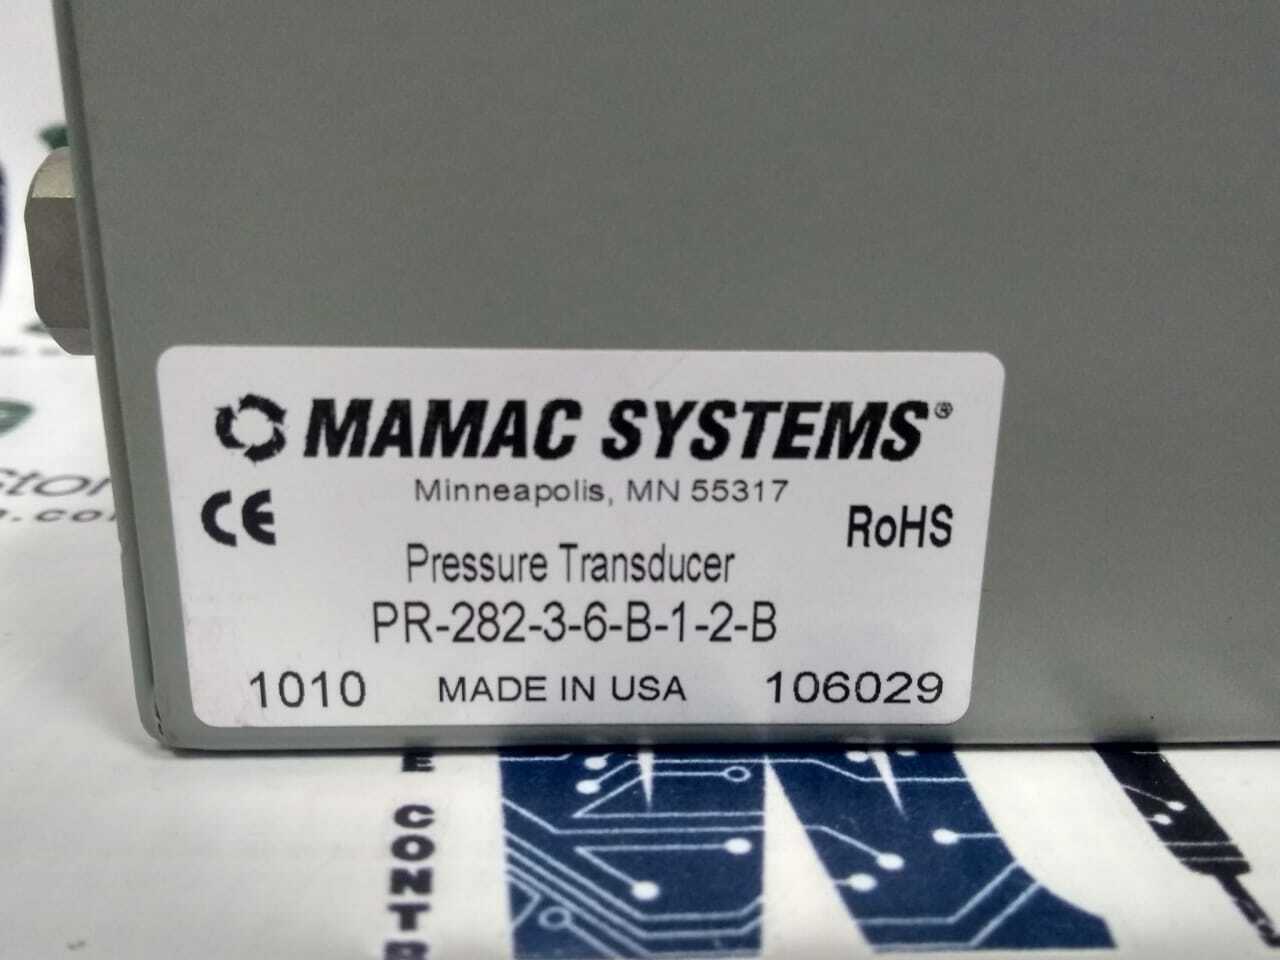 MAMAC SYSTEMS®
Minneapolis, MN 55317
CE
RoHS
Pressure Transducer
PR-282-3-6-B-1-2-B
1010 MADE IN USA 106029
E CONTR